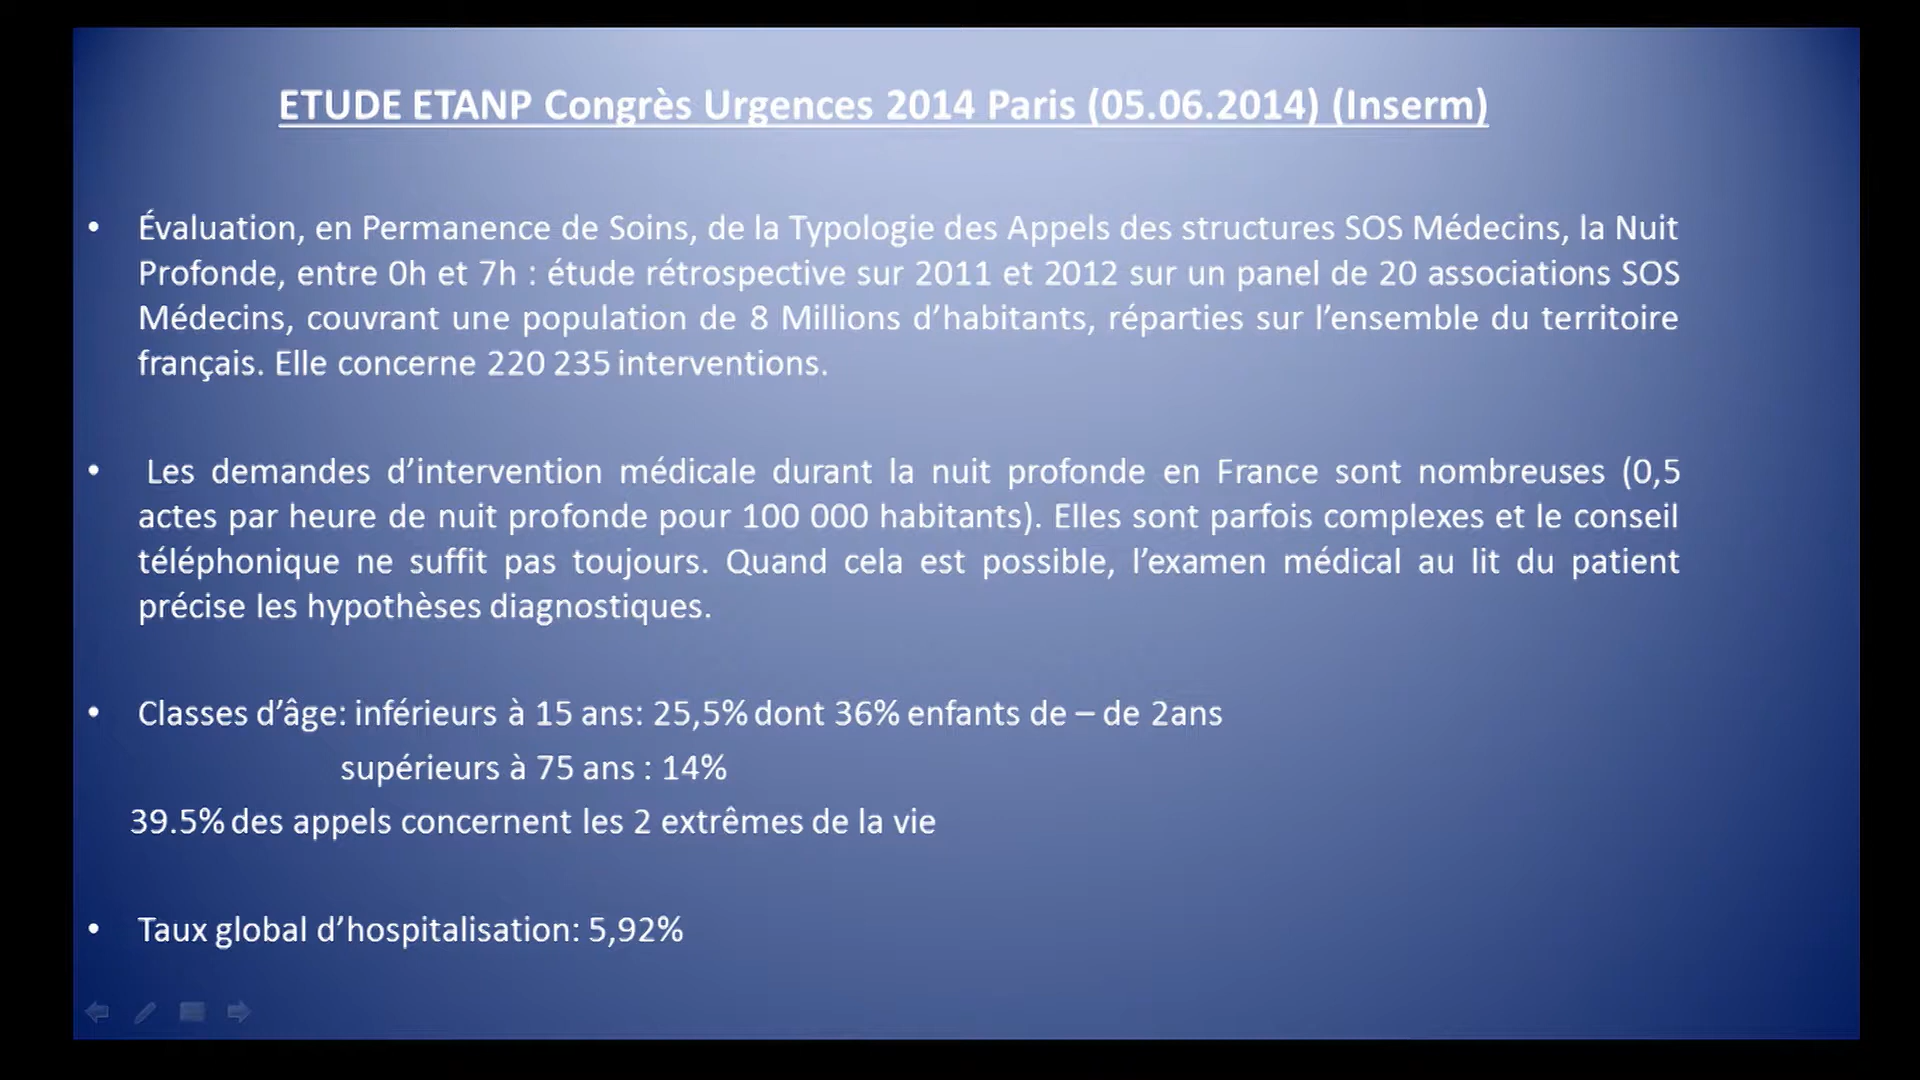 ETUDE ETANP Congrès Urgences 2014 Paris (05.06.2014) (Inserm)
• Évaluation, en Permanence de Soins, de la Typologie des Appels des structures SOS Médecins, la Nuit
Profonde, entre 0h et 7h : étude rétrospective sur 2011 et 2012 sur un panel de 20 associations SOS
Médecins, couvrant une population de 8 Millions d’habitants, réparties sur l’ensemble du territoire
français. Elle concerne 220 235 interventions.
• Les demandes d’intervention médicale durant la nuit profonde en France sont nombreuses (0,5
actes par heure de nuit profonde pour 100 000 habitants). Elles sont parfois complexes et le conseil
téléphonique ne suffit pas toujours. Quand cela est possible, l’examen médical au lit du patient
précise les hypothèses diagnostiques.
• Classes d’âge: inférieurs à 15 ans: 25,5% dont 36% enfants de – de 2ans
supérieurs à 75 ans : 14%
39.5% des appels concernent les 2 extrêmes de la vie
• Taux global d’hospitalisation: 5,92%